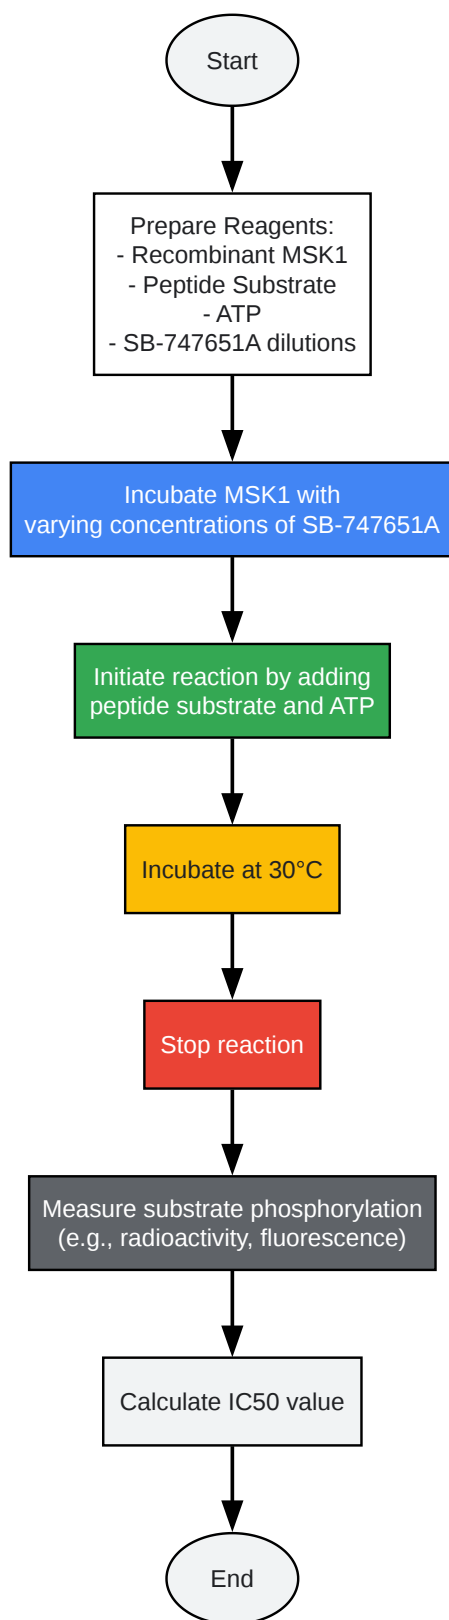 Start
Prepare Reagents:
- Recombinant MSK1
- Peptide Substrate
- ATP
- SB-747651A dilutions
Incubate MSK1 with
varying concentrations of SB-747651A
Initiate reaction by adding
peptide substrate and ATP
Incubate at 30°C
Stop reaction
Measure substrate phosphorylation
(e.g., radioactivity, fluorescence)
Calculate IC50 value
End